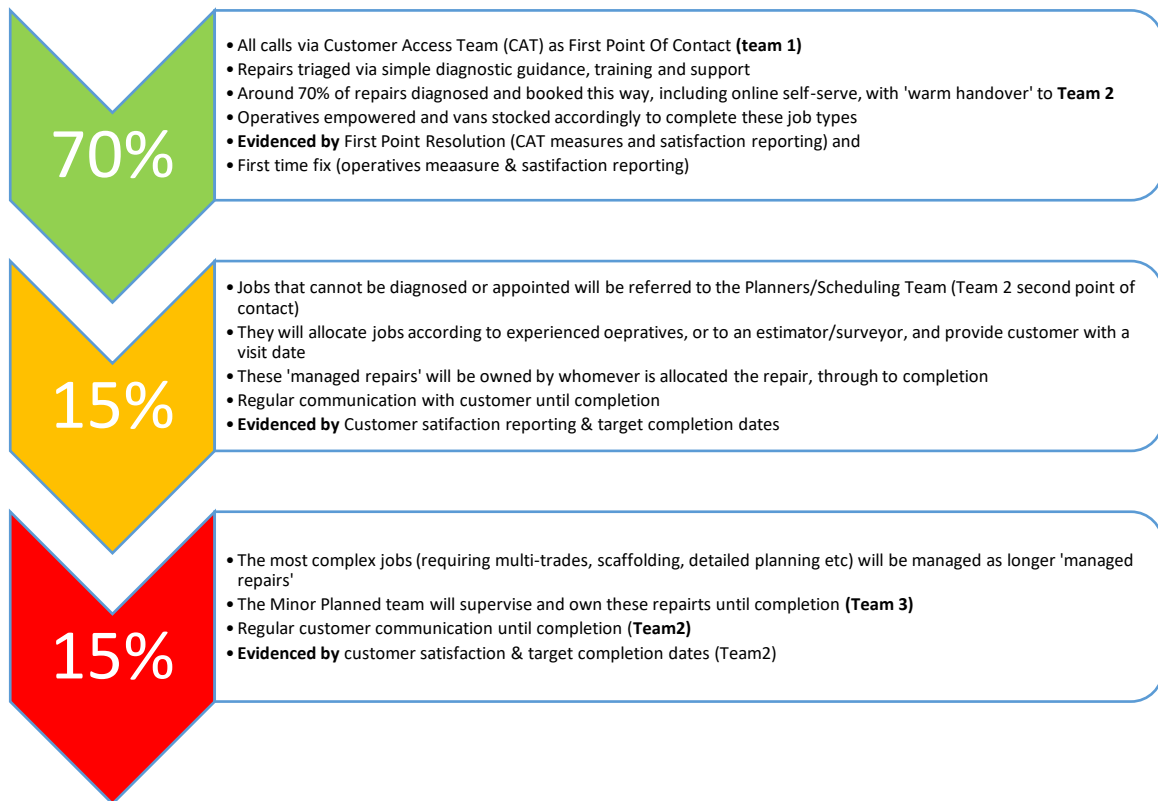 70%
• All calls via Customer Access Team (CAT) as First Point Of Contact (team 1)
• Repairs triaged via simple diagnostic guidance, training and support
• Around 70% of repairs diagnosed and booked this way, including online self-serve, with 'warm handover' to Team 2
• Operatives empowered and vans stocked accordingly to complete these job types
• Evidenced by First Point Resolution (CAT measures and satisfaction reporting) and
• First time fix (operatives meaasure & sastifaction reporting)
15%
• Jobs that cannot be diagnosed or appointed will be referred to the Planners/Scheduling Team (Team 2 second point of
contact)
• They will allocate jobs according to experienced oepratives, or to an estimator/surveyor, and provide customer with a
visit date
• These 'managed repairs' will be owned by whomever is allocated the repair, through to completion
• Regular communication with customer until completion
• Evidenced by Customer satifaction reporting & target completion dates
15%
• The most complex jobs (requiring multi-trades, scaffolding, detailed planning etc) will be managed as longer 'managed
repairs'
• The Minor Planned team will supervise and own these repairts until completion (Team 3)
• Regular customer communication until completion (Team2)
• Evidenced by customer satisfaction & target completion dates (Team2)